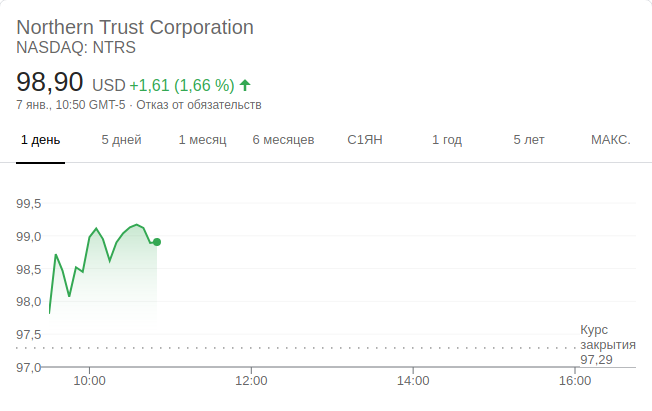 Northern Trust Corporation
NASDAQ: NTRS
98,90 USD +1,61 (1,66 %)
7 янв., 10:50 GMT-5 · Отказ от обязательств
1 день 5 дней 1 месяц 6 месяцев С1ЯН 1 год 5 лет МАКС.
99,5
99,0
98,5
98,0
97,5
Курс
закрытия
97,29
97,0
10:00 12:00 14:00 16:00